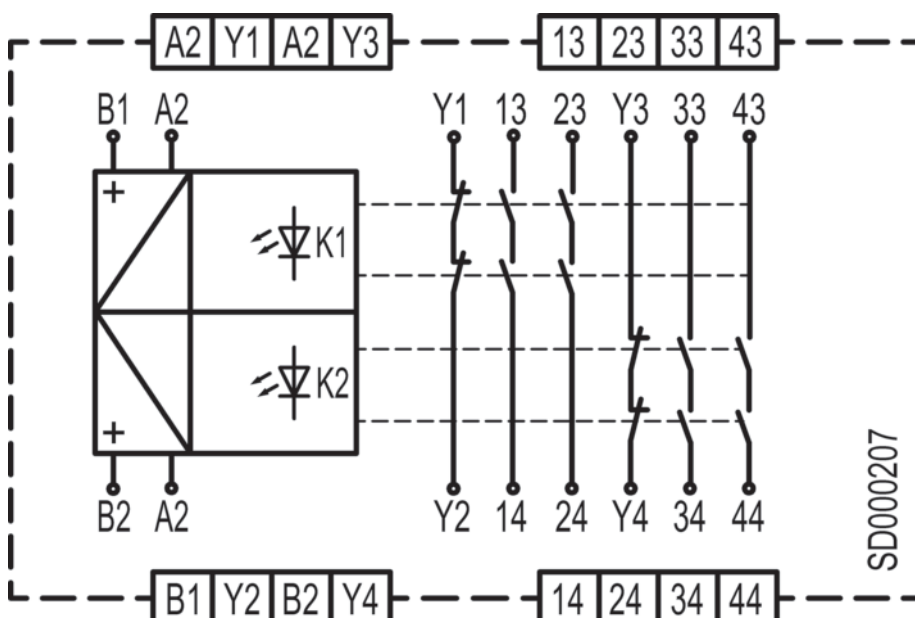 A2 Y1 A2 Y3 13 23 33 43
B1 A2 Y1 13 23 Y3 33 43
+
K1
K2
+
B2 A2 Y2 14 24 Y4 34 44
SD000207
B1 Y2 B2 Y4 14 24 34 44